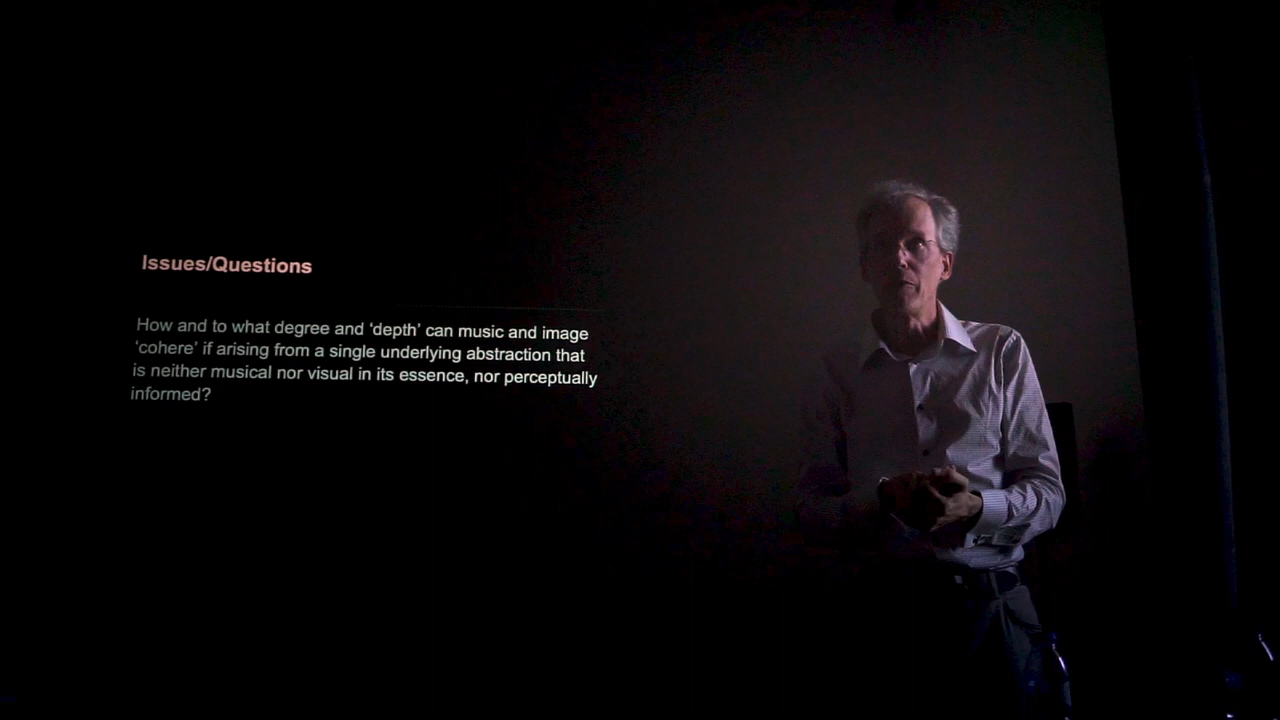 Issues/Questions
How and to what degree and ‘depth’ can music and image
‘cohere’ if arising from a single underlying abstraction that
is neither musical nor visual in its essence, nor perceptually
informed?